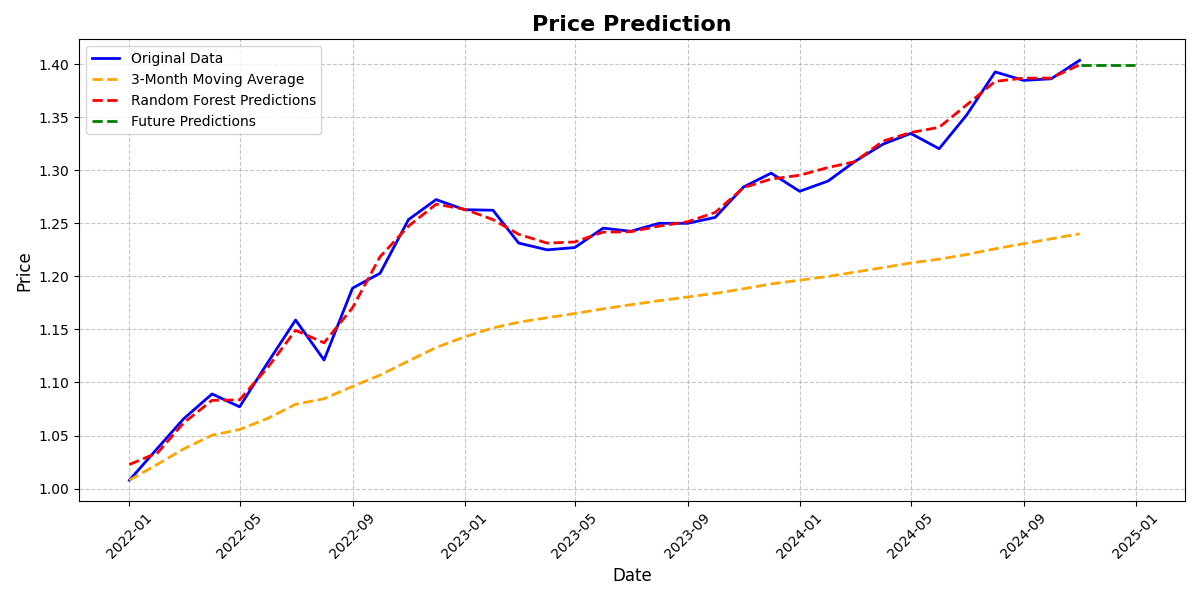 Price Prediction
Original Data
3-Month Moving Average
Random Forest Predictions
Future Predictions
Price
1.40
1.35
1.30
1.25
1.20
1.15
1.10
1.05
1.00
2022-01
2022-05
2022-09
2023-01
2023-05
2023-09
2024-01
2024-05
2024-09
2025-01
Date